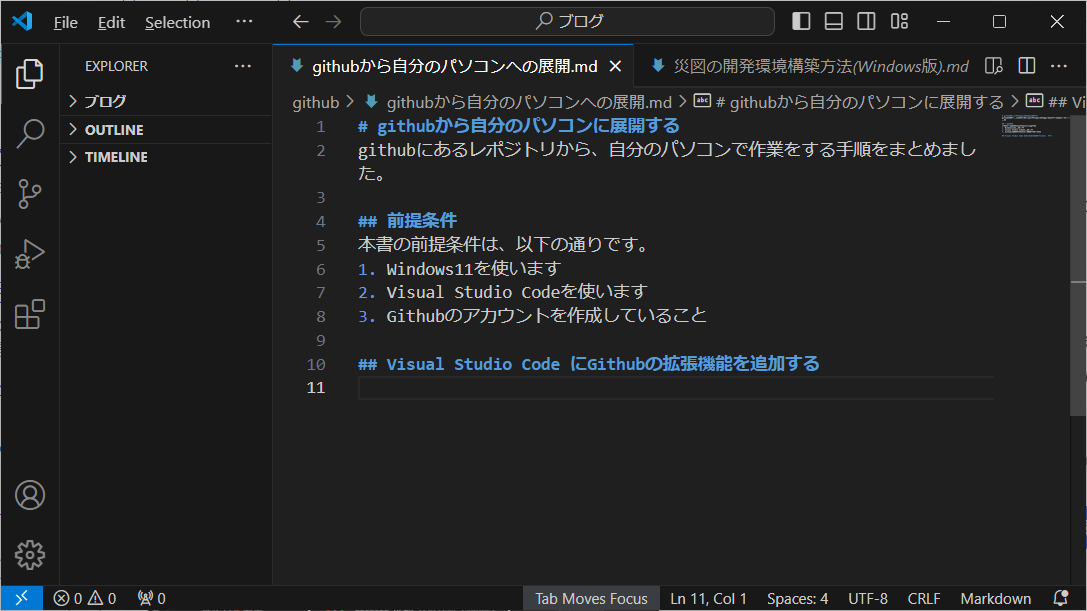 File Edit Selection ··· ブログ
EXPLORER ···
ブログ
OUTLINE
TIMELINE
githubから自分のパソコンへの展開.md 災図の開発環境構築方法(Windows版).md
github > githubから自分のパソコンへの展開.md > # githubから自分のパソコンに展開する > ## Vi
1 # githubから自分のパソコンに展開する
2 githubにあるレポジトリから、自分のパソコンで作業をする手順をまとめまし
た。
3
4 ## 前提条件
5 本書の前提条件は、以下の通りです。
6 1. Windows11を使います
7 2. Visual Studio Codeを使います
8 3. Githubのアカウントを作成していること
9
10 ## Visual Studio Code にGithubの拡張機能を追加する
11
0 0 0 Tab Moves Focus Ln 11, Col 1 Spaces: 4 UTF-8 CRLF Markdown